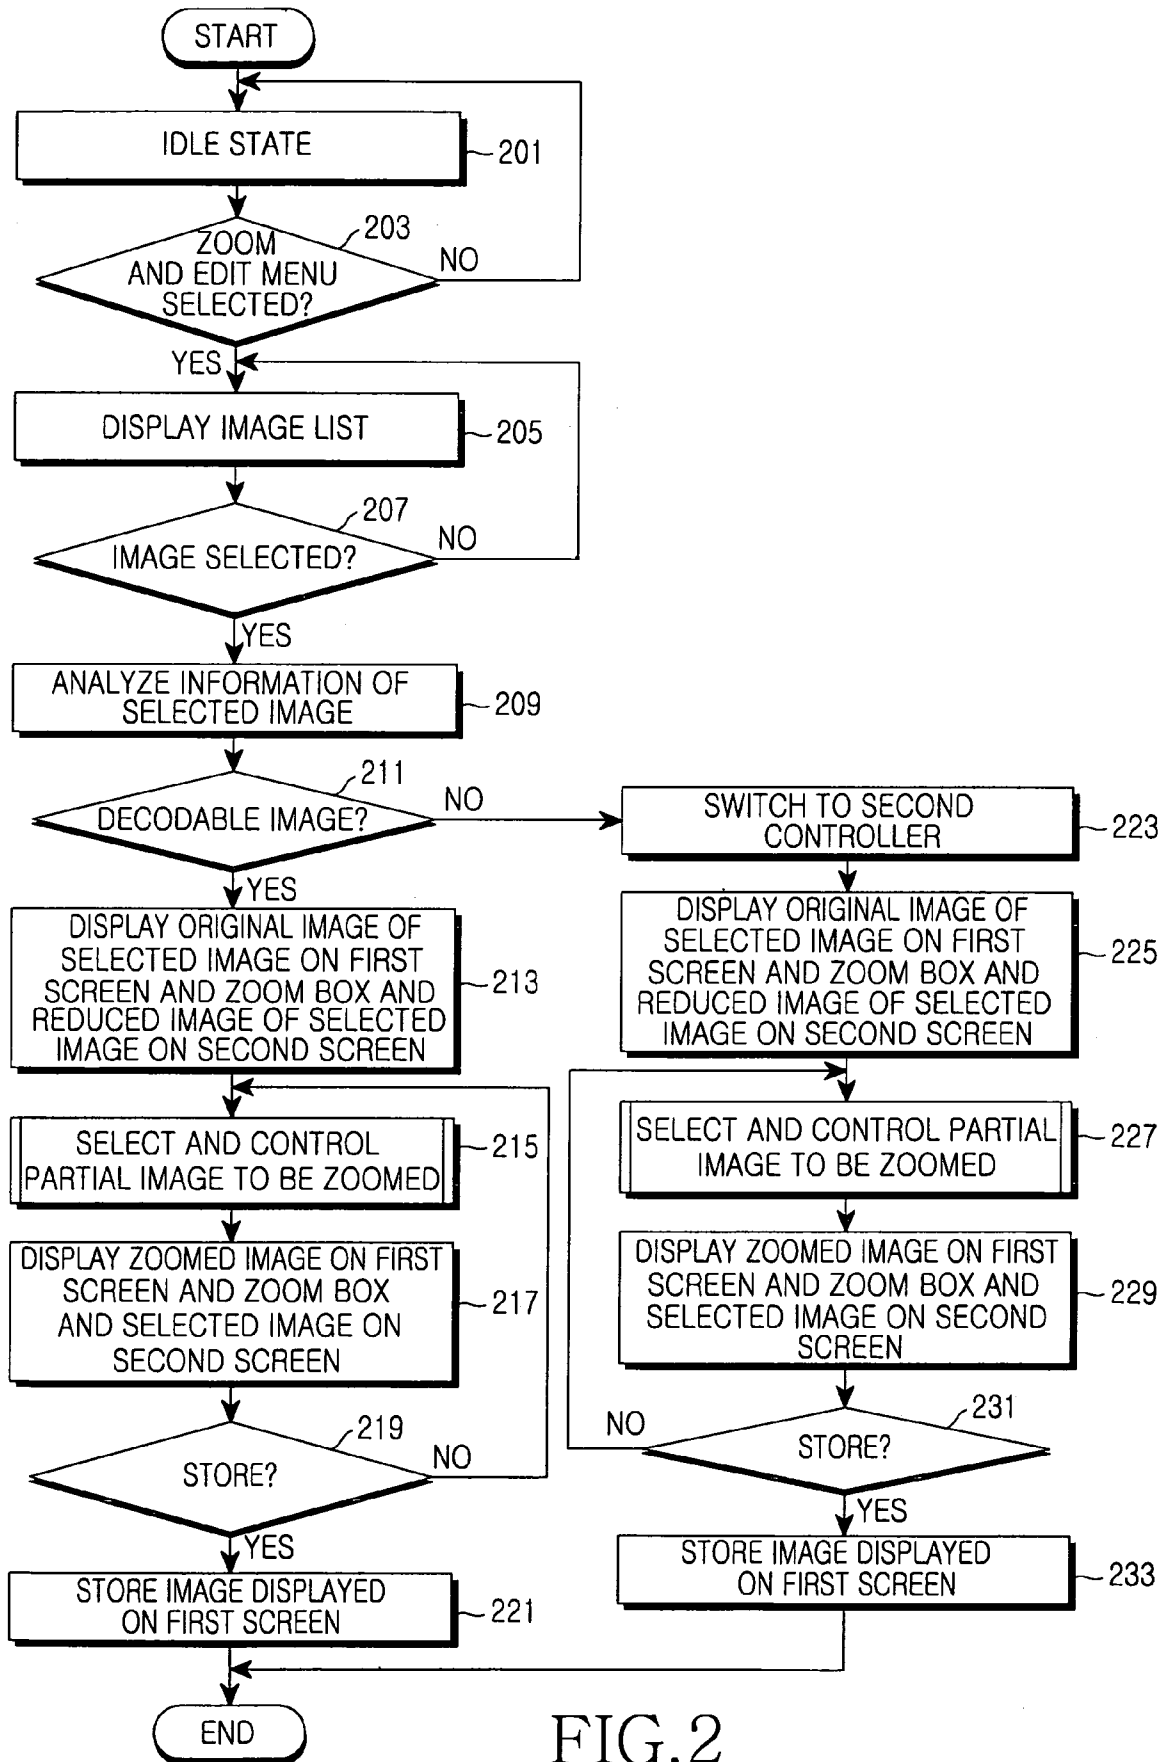 START
IDLE STATE
201
203
ZOOM
AND EDIT MENU
SELECTED?
NO
YES
DISPLAY IMAGE LIST
205
207
IMAGE SELECTED?
NO
YES
ANALYZE INFORMATION OF
SELECTED IMAGE
209
211
DECODABLE IMAGE?
NO
YES
DISPLAY ORIGINAL IMAGE OF
SELECTED IMAGE ON FIRST
SCREEN AND ZOOM BOX AND
REDUCED IMAGE OF SELECTED
IMAGE ON SECOND SCREEN
213
SELECT AND CONTROL
PARTIAL IMAGE TO BE ZOOMED
215
DISPLAY ZOOMED IMAGE ON FIRST
SCREEN AND ZOOM BOX
AND SELECTED IMAGE ON
SECOND SCREEN
217
219
STORE?
NO
YES
STORE IMAGE DISPLAYED
ON FIRST SCREEN
221
SWITCH TO SECOND
CONTROLLER
223
DISPLAY ORIGINAL IMAGE OF
SELECTED IMAGE ON FIRST
SCREEN AND ZOOM BOX AND
REDUCED IMAGE OF SELECTED
IMAGE ON SECOND SCREEN
225
SELECT AND CONTROL PARTIAL
IMAGE TO BE ZOOMED
227
DISPLAY ZOOMED IMAGE ON FIRST
SCREEN AND ZOOM BOX AND
SELECTED IMAGE ON SECOND
SCREEN
229
231
STORE?
NO
YES
STORE IMAGE DISPLAYED
ON FIRST SCREEN
233
END
FIG.2